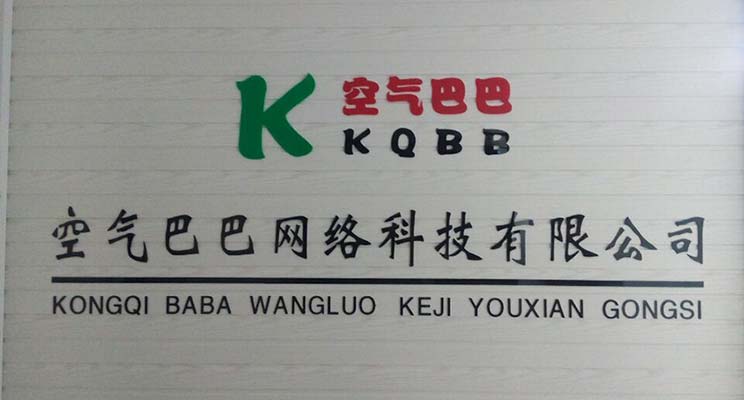 K 空气巴巴
KQBB
空气巴巴网络科技有限公司
KONGQI BABA WANGLUO KEJI YOUXIAN GONGSI